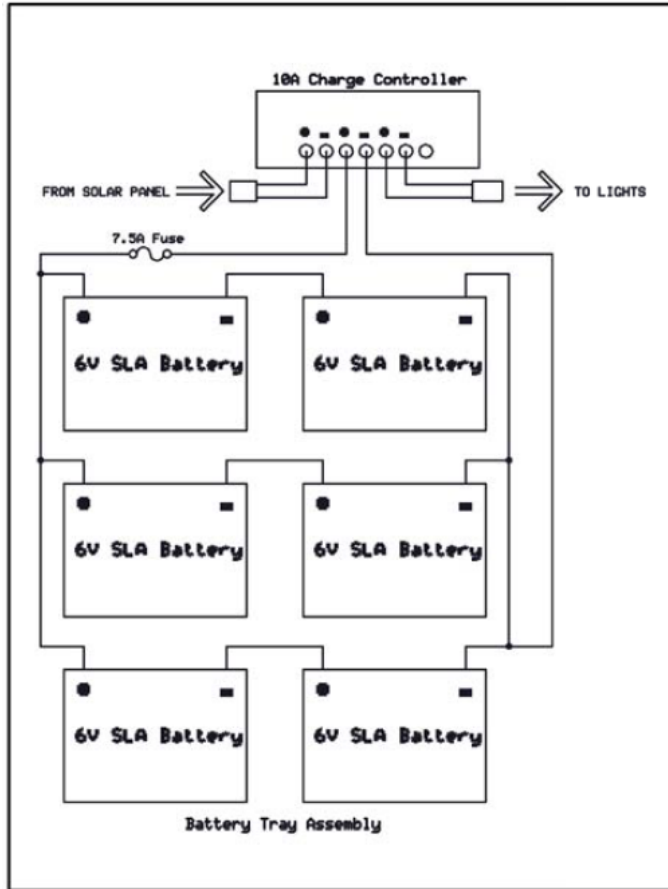 10A Charge Controller
FROM SOLAR PANEL
TO LIGHTS
7.5A Fuse
6V SLA Battery
6V SLA Battery
6V SLA Battery
6V SLA Battery
6V SLA Battery
6V SLA Battery
Battery Tray Assembly